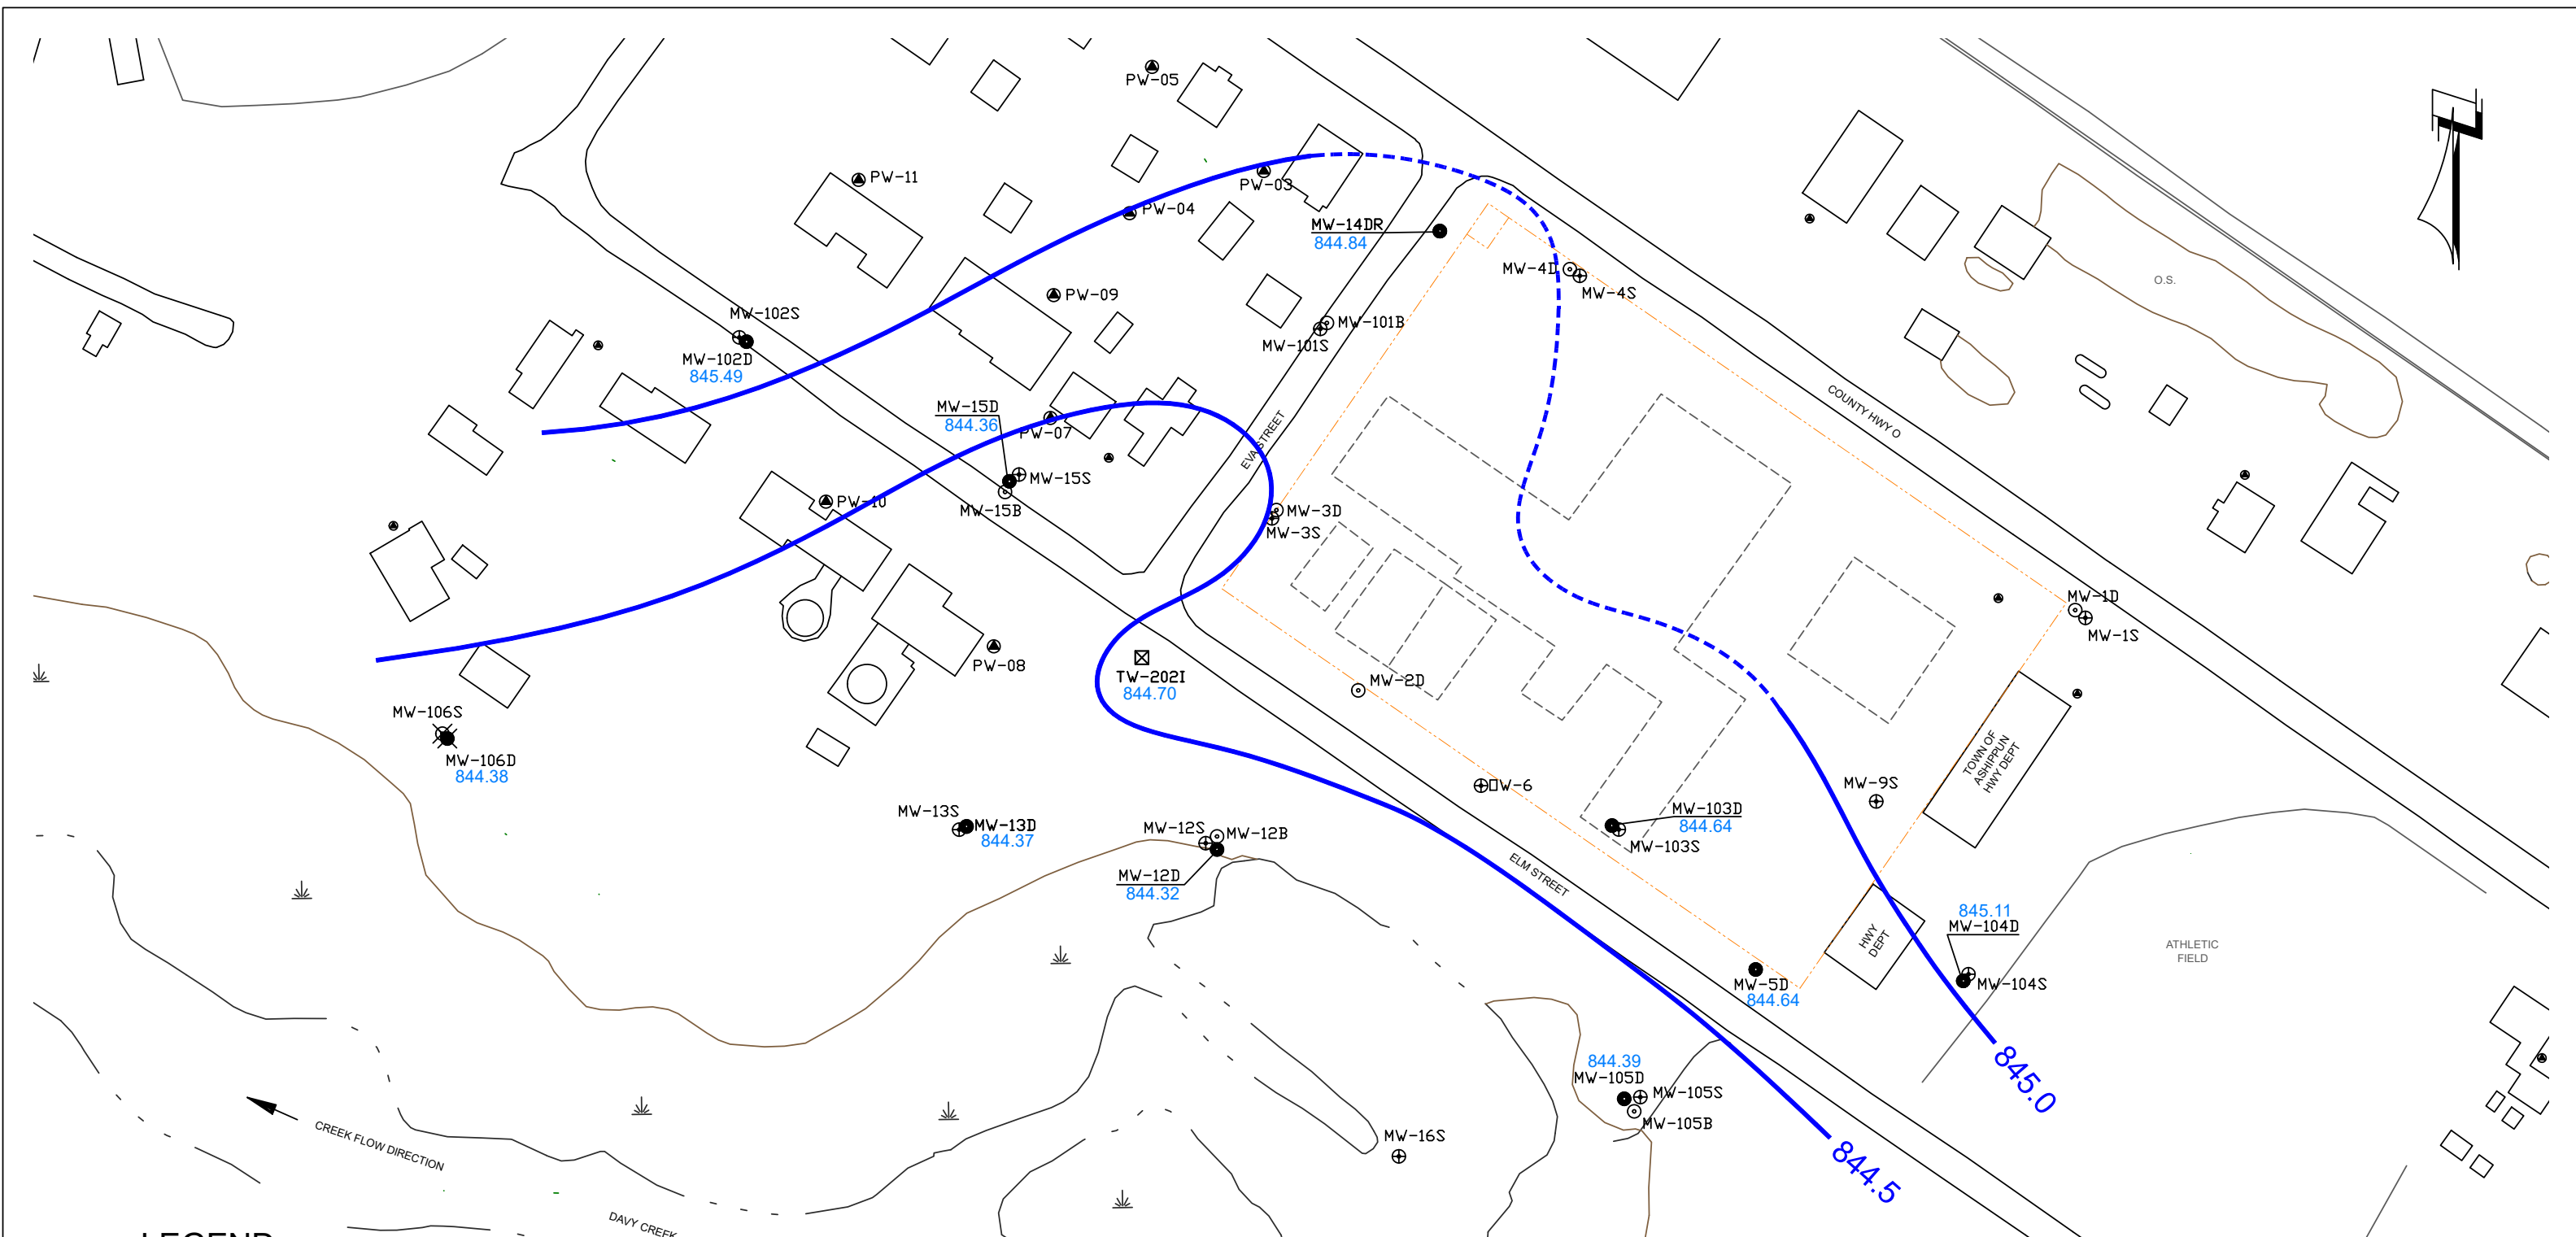 PW-05
PW-11
PW-03
PW-04
MW-14DR
844.84
MW-4D
MW-4S
O.S.
PW-09
MW-102S
MW-101B
MW-101S
MW-102D
845.49
MW-15D
844.36
PW-07
EVA STREET
COUNTY HWY O
MW-15S
PW-10
MW-15B
MW-3D
MW-3S
MW-1D
MW-1S
PW-08
TW-202I
844.70
MW-2D
MW-106S
MW-106D
844.38
TOWN OF
ASHIPPUN
HWY DEPT
MW-9S
W-6
MW-13S
MW-13D
844.37
MW-12S
MW-12B
MW-12D
844.32
MW-103D
844.64
MW-103S
ELM STREET
845.11
MW-104D
HWY
DEPT
MW-104S
ATHLETIC
FIELD
MW-5D
844.64
844.39
MW-105D
MW-105S
MW-105B
845.0
MW-16S
844.5
CREEK FLOW DIRECTION
DAVY CREEK
LEGEND